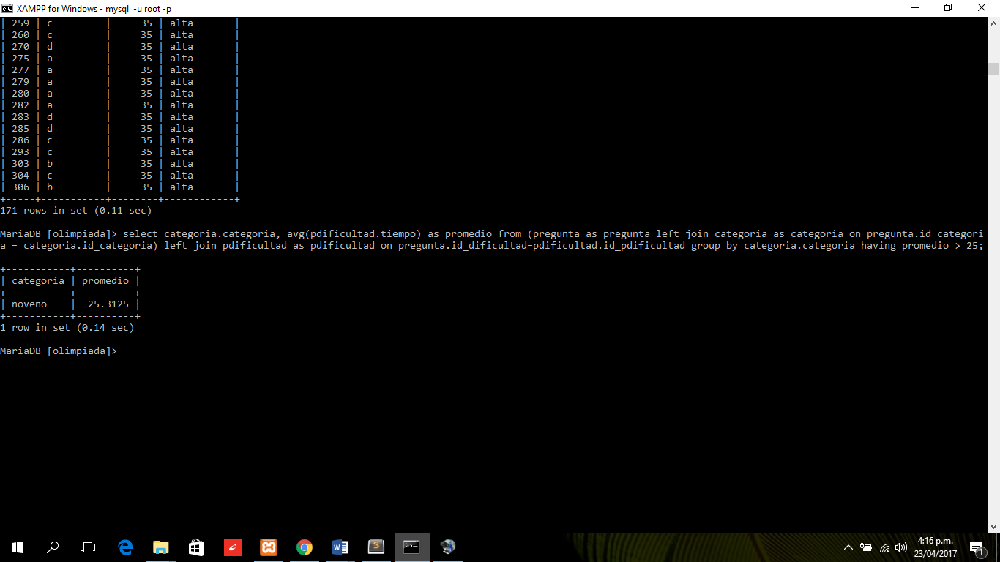 XAMPP for Windows - mysql  -u root -p
| 259 | c         |     35 | alta       |
| 260 | c         |     35 | alta       |
| 270 | d         |     35 | alta       |
| 275 | a         |     35 | alta       |
| 277 | a         |     35 | alta       |
| 279 | a         |     35 | alta       |
| 280 | a         |     35 | alta       |
| 282 | a         |     35 | alta       |
| 283 | d         |     35 | alta       |
| 285 | d         |     35 | alta       |
| 286 | c         |     35 | alta       |
| 293 | c         |     35 | alta       |
| 303 | b         |     35 | alta       |
| 304 | c         |     35 | alta       |
| 306 | b         |     35 | alta       |
+-----+-----------+--------+------------+
171 rows in set (0.11 sec)
MariaDB [olimpiada]> select categoria.categoria, avg(pdificultad.tiempo) as promedio from (pregunta as pregunta left join categoria as categoria on pregunta.id_categori
a = categoria.id_categoria) left join pdificultad as pdificultad on pregunta.id_dificultad=pdificultad.id_pdificultad group by categoria.categoria having promedio > 25;
+-----------+----------+
| categoria | promedio |
+-----------+----------+
| noveno    |  25.3125 |
+-----------+----------+
1 row in set (0.14 sec)
MariaDB [olimpiada]>
4:16 p.m.
23/04/2017
1